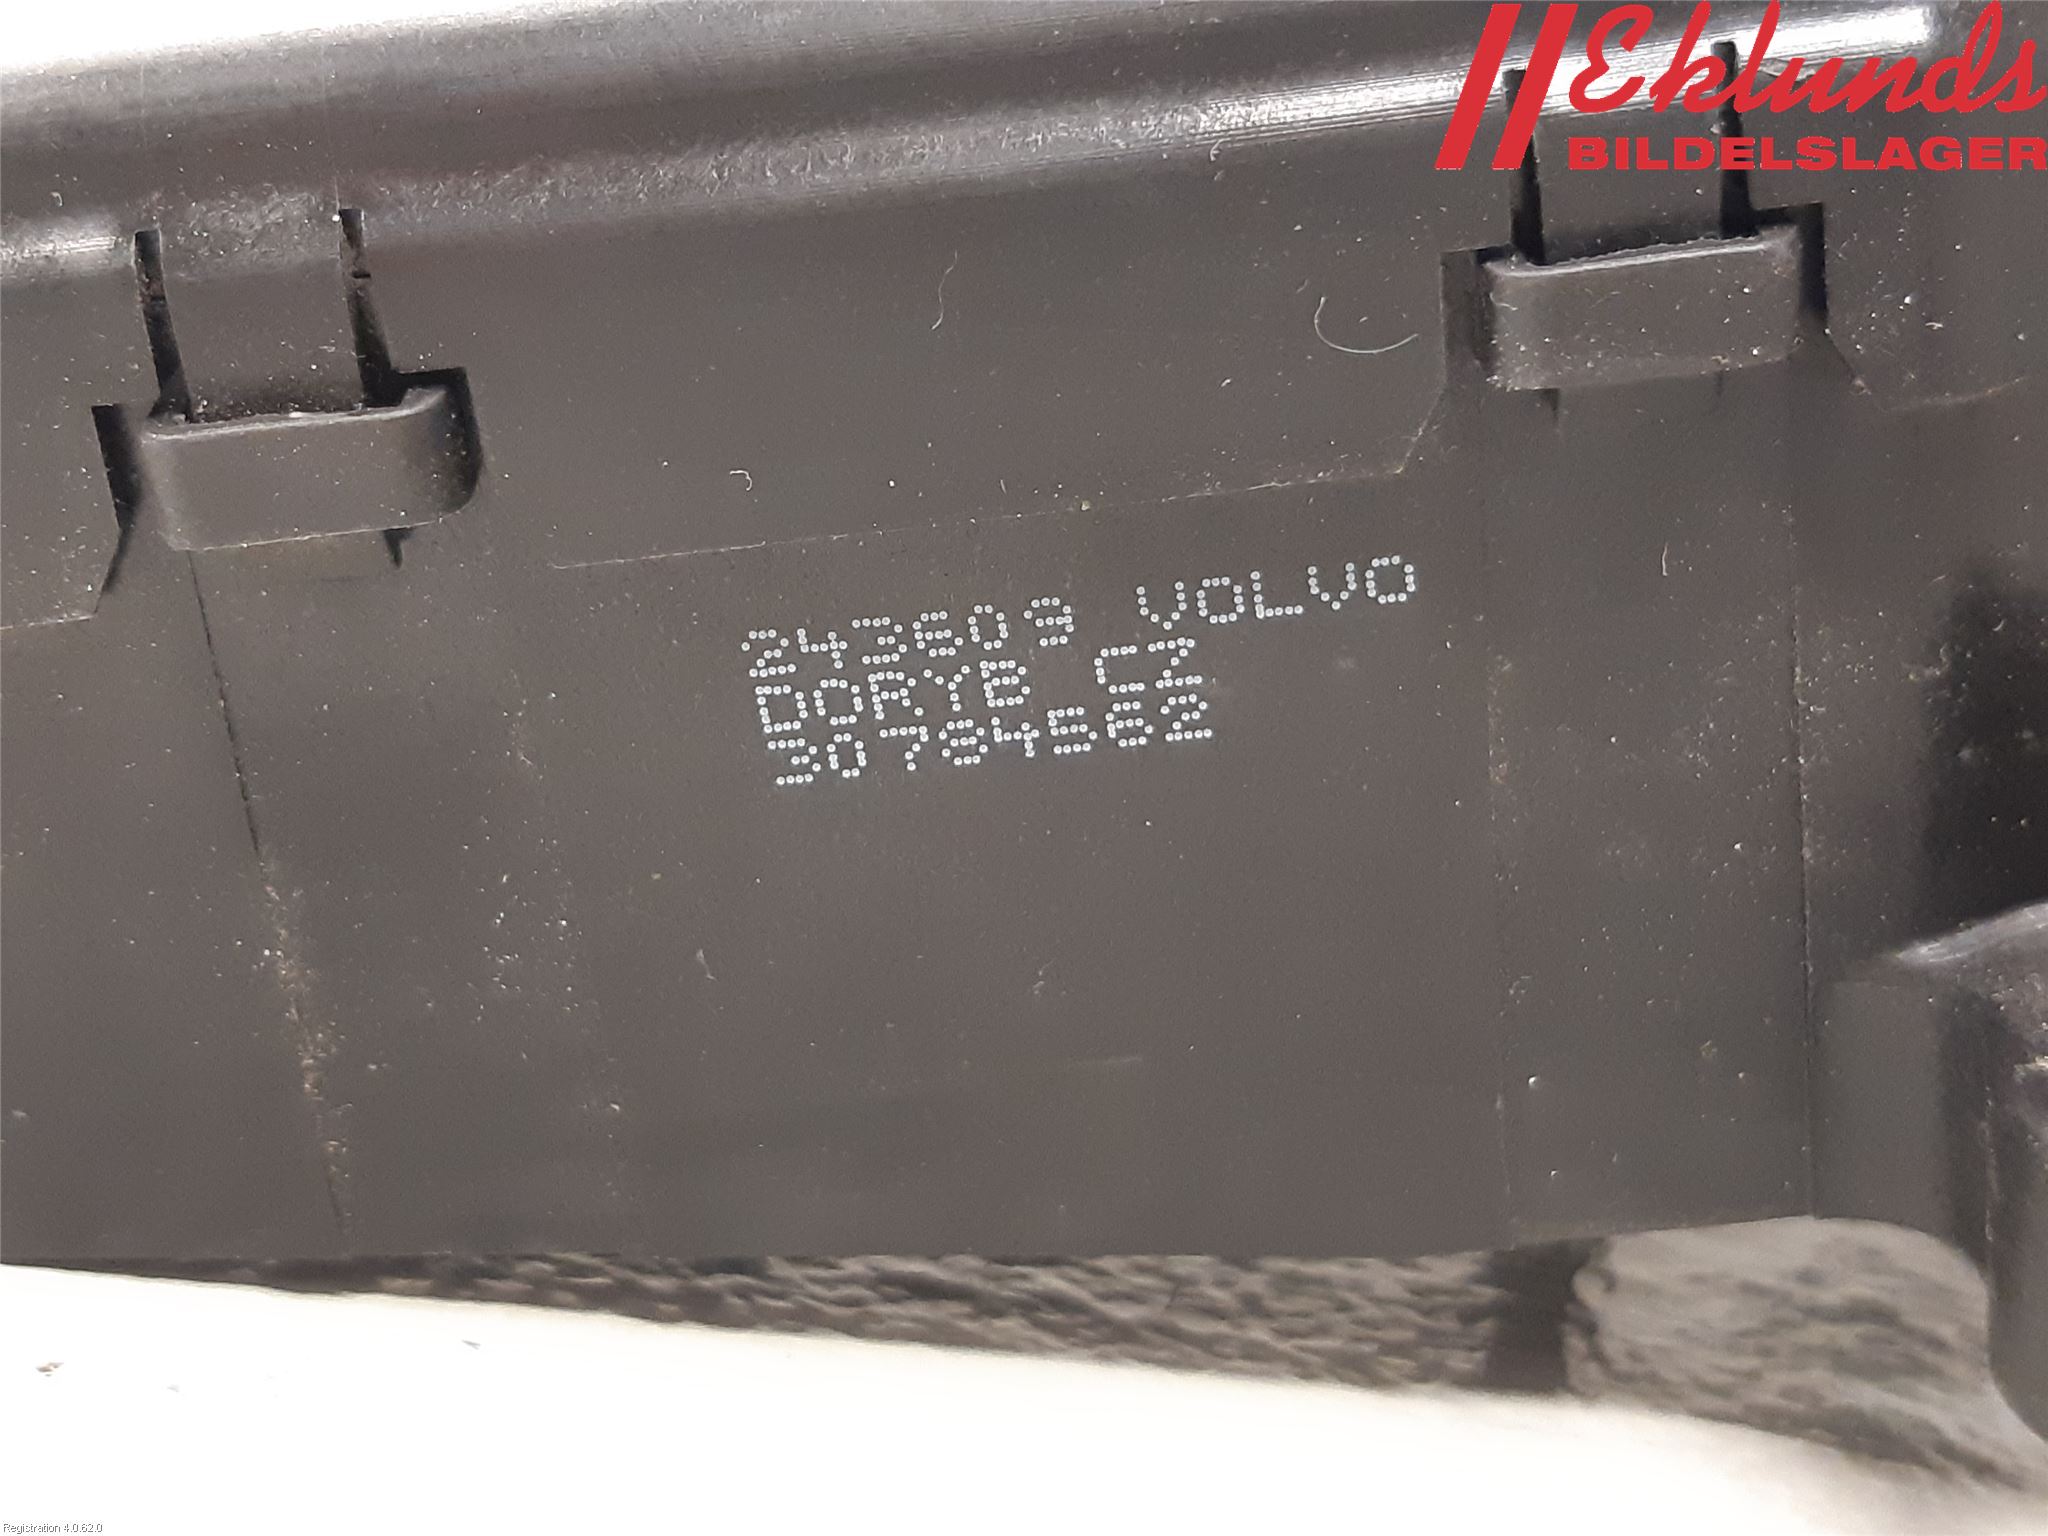 Eklunds
BILDELSLAGER
243609 VOLVO
DORYB CZ
30784562
Registration 4.0.62.0